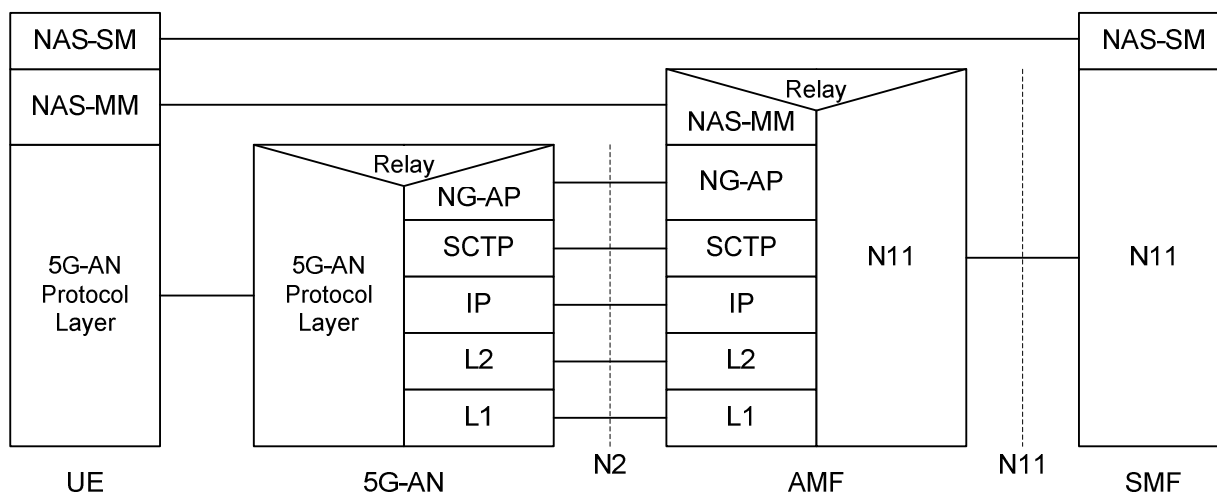 NAS-SM
NAS-SM
NAS-MM
Relay
NAS-MM
Relay
NG-AP
NG-AP
SCTP
SCTP
5G-AN
Protocol
Layer
5G-AN
Protocol
Layer
N11
N11
IP
IP
L2
L2
L1
L1
N2
N11
UE
5G-AN
AMF
SMF